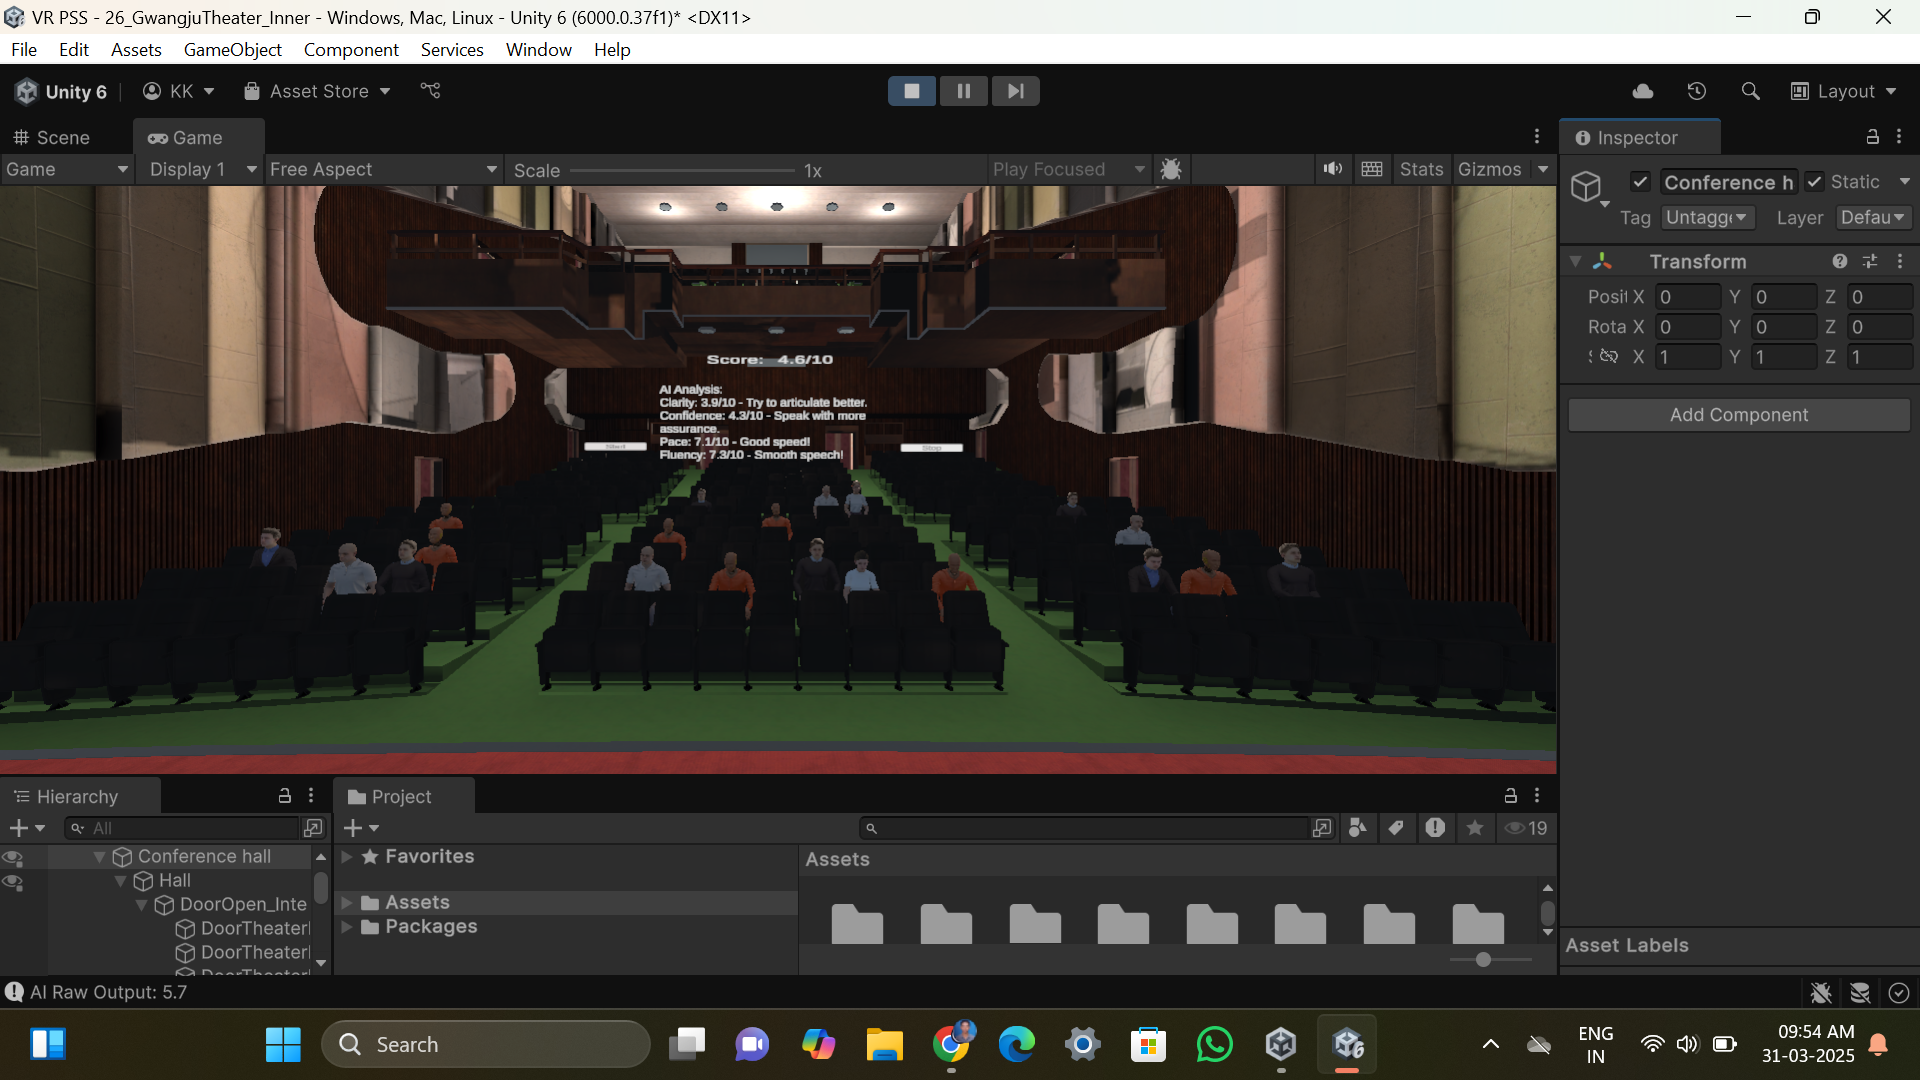 VR PSS - 26_GwangjuTheater_Inner - Windows, Mac, Linux - Unity 6 (6000.0.37f1)* <DX11>
File Edit Assets GameObject Component Services Window Help
Unity 6 KK Asset Store Layout
Scene Game Inspector
Game Display 1 Free Aspect Scale 1x Play Focused Stats Gizmos
Conference h Static
Tag Untagge Layer Defau
Transform
Posit X 0 Y 0 Z 0
Rota X 0 Y 0 Z 0
X 1 Y 1 Z 1
Add Component
Score: 4.6/10
AI Analysis:
Clarity: 3.9/10 - Try to articulate better.
Confidence: 4.3/10 - Speak with more
assurance.
Pace: 7.1/10 - Good speed!
Fluency: 7.3/10 - Smooth speech!
Start
Stop
Hierarchy Project
All 19
Conference hall
Hall
DoorOpen_Inte
DoorTheater
DoorTheater
DoorTheater
Favorites
Assets
Packages
Assets
Asset Labels
AI Raw Output: 5.7
Search
ENG
IN
09:54 AM
31-03-2025